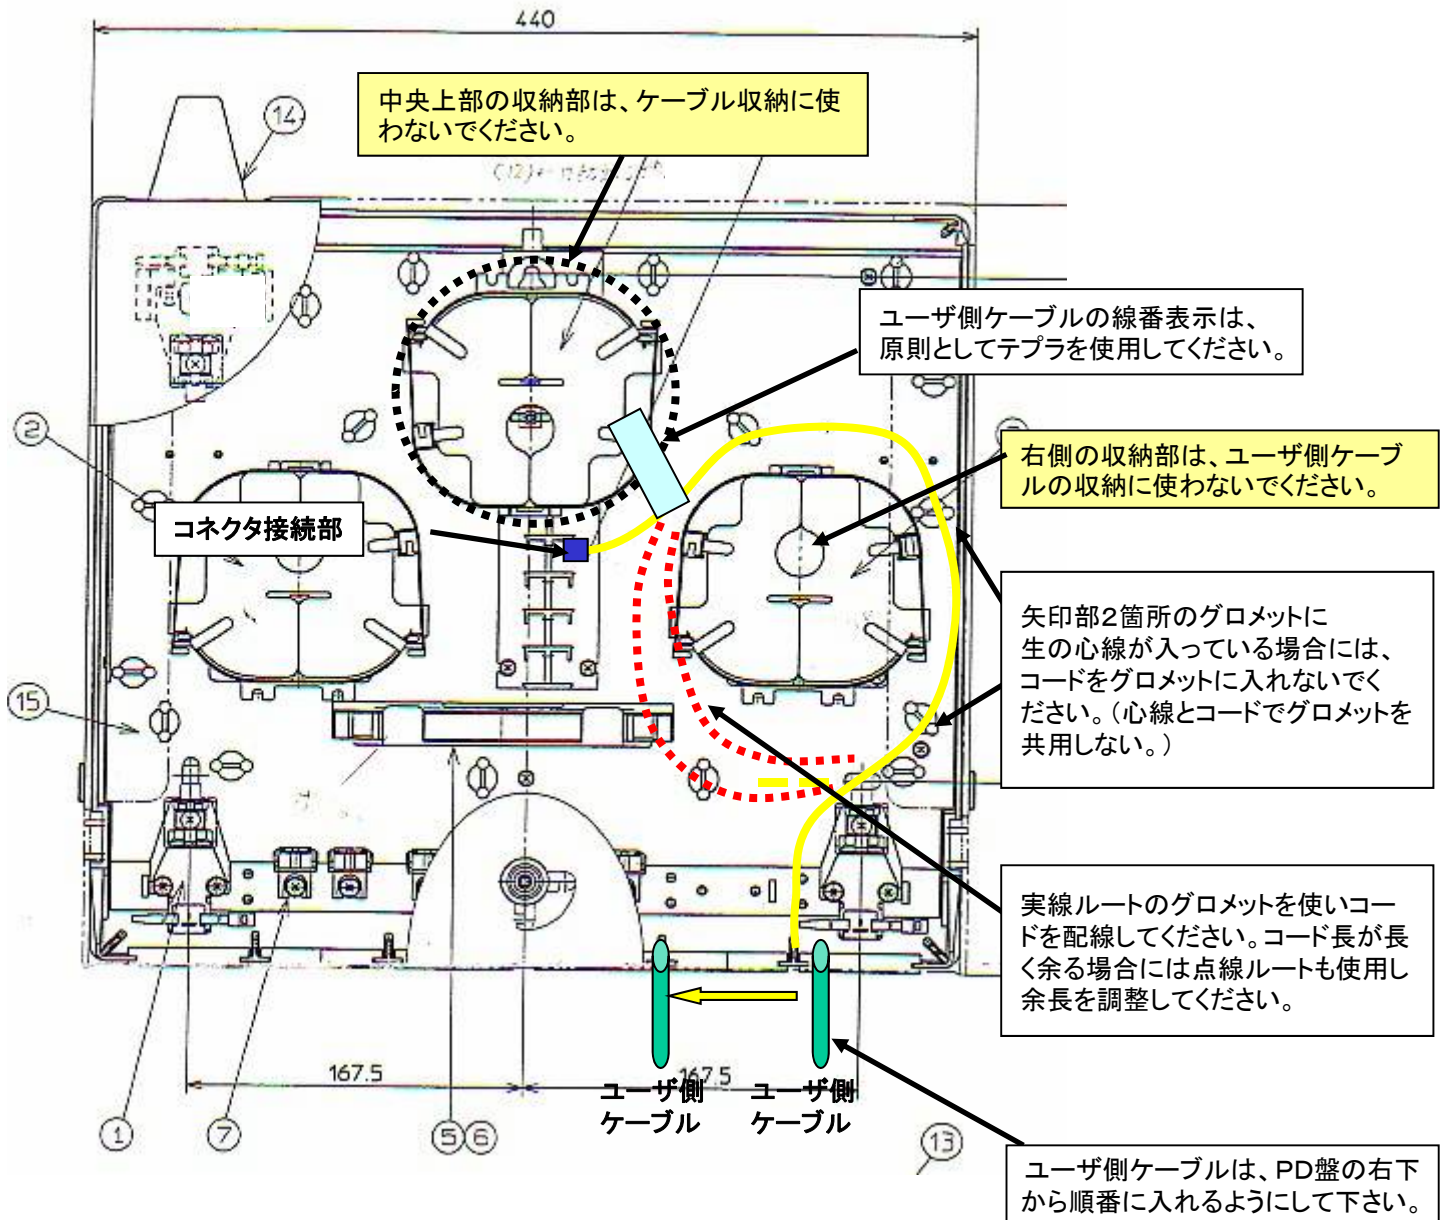 440
中央上部の収納部は、ケーブル収納に使
わないでください。
14
ユーザ側ケーブルの線番表示は、
原則としてテプラを使用してください。
2
右側の収納部は、ユーザ側ケーブ
ルの収納に使わないでください。
コネクタ接続部
矢印部2箇所のグロメットに
生の心線が入っている場合には、
コードをグロメットに入れないでく
ださい。（心線とコードでグロメットを
共用しない。）
15
実線ルートのグロメットを使いコー
ドを配線してください。コード長が長
く余る場合には点線ルートも使用し
余長を調整してください。
167.5
167.5
ユーザ側
ケーブル
ユーザ側
ケーブル
1
7
5 6
13
ユーザ側ケーブルは、PD盤の右下
から順番に入れるようにして下さい。